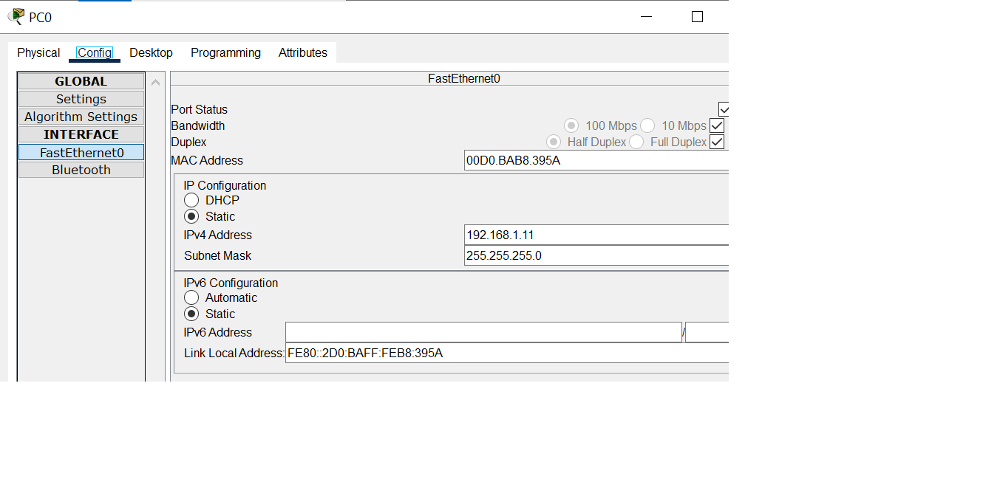 PC0
Physical Config Desktop Programming Attributes
GLOBAL
Settings
Algorithm Settings
INTERFACE
FastEthernet0
Bluetooth
FastEthernet0
Port Status
Bandwidth 100 Mbps 10 Mbps
Duplex Half Duplex Full Duplex
MAC Address 00D0.BAB8.395A
IP Configuration
DHCP
Static
IPv4 Address 192.168.1.11
Subnet Mask 255.255.255.0
IPv6 Configuration
Automatic
Static
IPv6 Address /
Link Local Address: FE80::2D0:BAFF:FEB8:395A